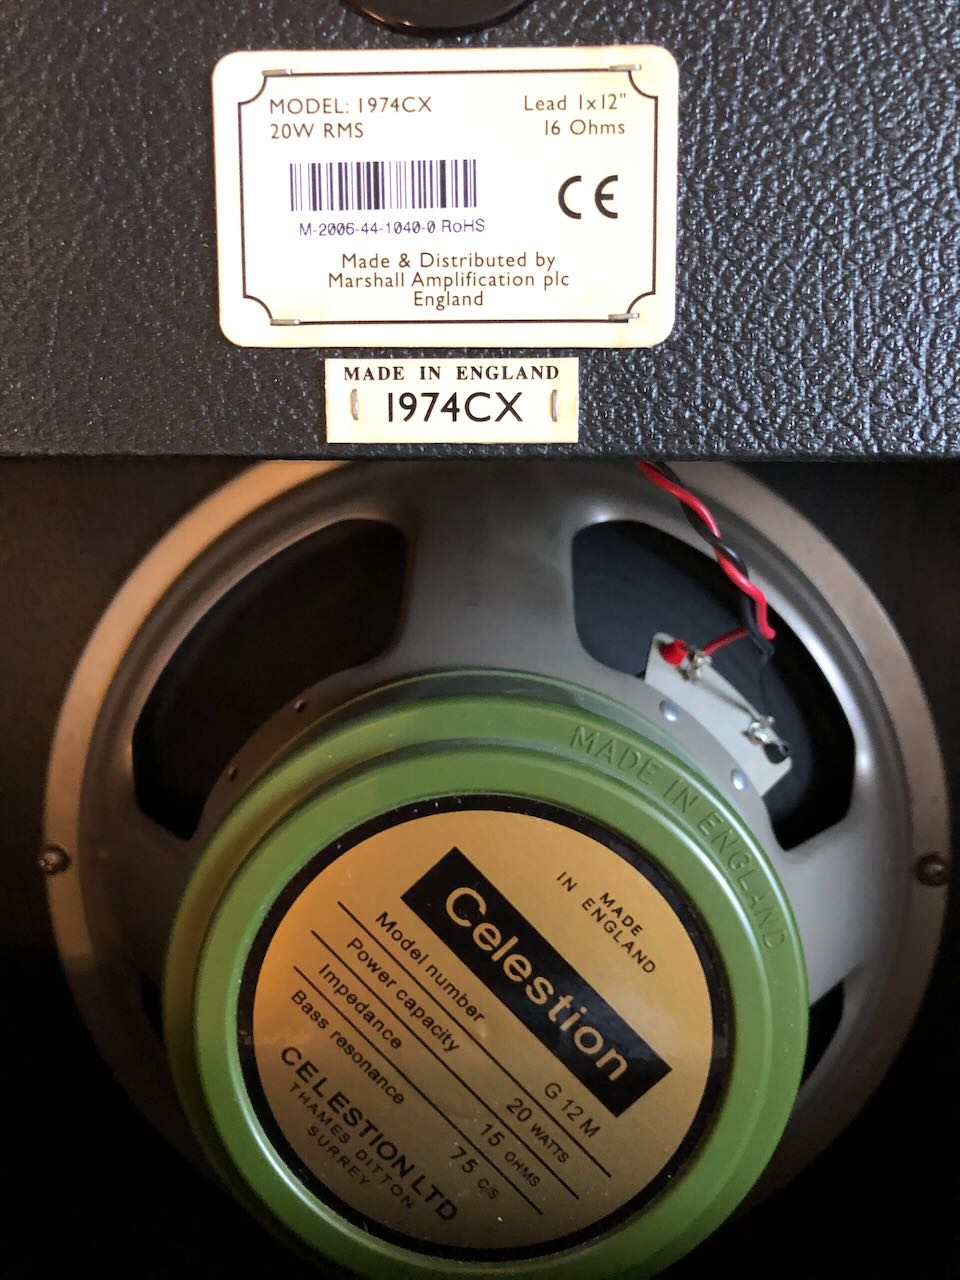 MODEL: 1974CX
Lead 1x12"
20W RMS
16 Ohms
M-2006-44-1040-0 RoHS
CE
Made & Distributed by
Marshall Amplification plc
England
MADE IN ENGLAND
1974CX
MADE IN ENGLAND
MADE
IN ENGLAND
Celestion
Model number G 12 M
Power capacity 20 WATTS
Impedance 15 OHMS
Bass resonance 75 C/S
CELESTION LTD
THAMES DITTON
SURREY